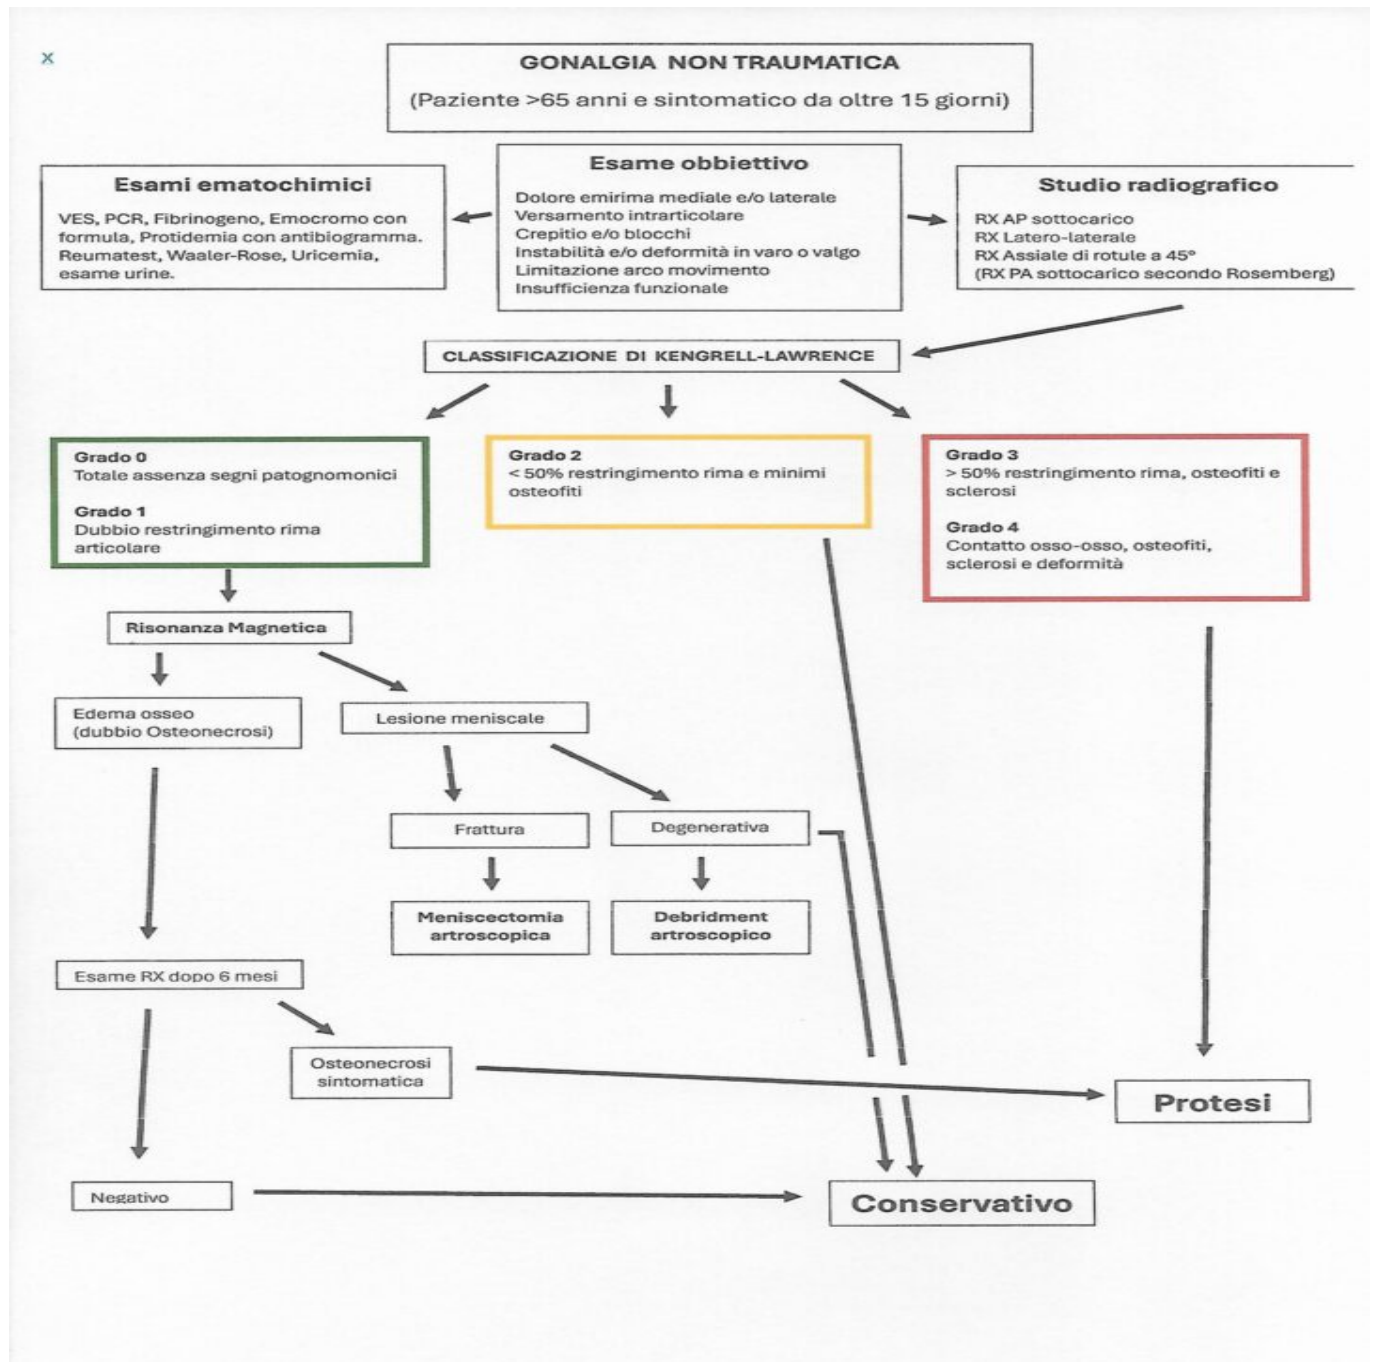 x
GONALGIA NON TRAUMATICA
(Paziente >65 anni e sintomatico da oltre 15 giorni)
Esami ematochimici
VES, PCR, Fibrinogeno, Emocromo con
formula, Protidemia con antibiogramma.
Reumatest, Waaler-Rose, Uricemia,
esame urine.
Esame obbiettivo
Dolore emirima mediale e/o laterale
Versamento intrarticolare
Crepitio e/o blocchi
Instabilità e/o deformità in varo o valgo
Limitazione arco movimento
Insufficienza funzionale
Studio radiografico
RX AP sottocarico
RX Latero-laterale
RX Assiale di rotule a 45°
(RX PA sottocarico secondo Rosemberg)
CLASSIFICAZIONE DI KENGRELL-LAWRENCE
Grado 0
Totale assenza segni patognomonici
Grado 1
Dubbio restringimento rima
articolare
Grado 2
< 50% restringimento rima e minimi
osteofiti
Grado 3
> 50% restringimento rima, osteofiti e
sclerosi
Grado 4
Contatto osso-osso, osteofiti,
sclerosi e deformità
Risonanza Magnetica
Edema osseo
(dubbio Osteonecrosi)
Lesione meniscale
Frattura
Degenerativa
Meniscectomia
artroscopica
Debridment
artroscopico
Esame RX dopo 6 mesi
Osteonecrosi
sintomatica
Protesi
Negativo
Conservativo